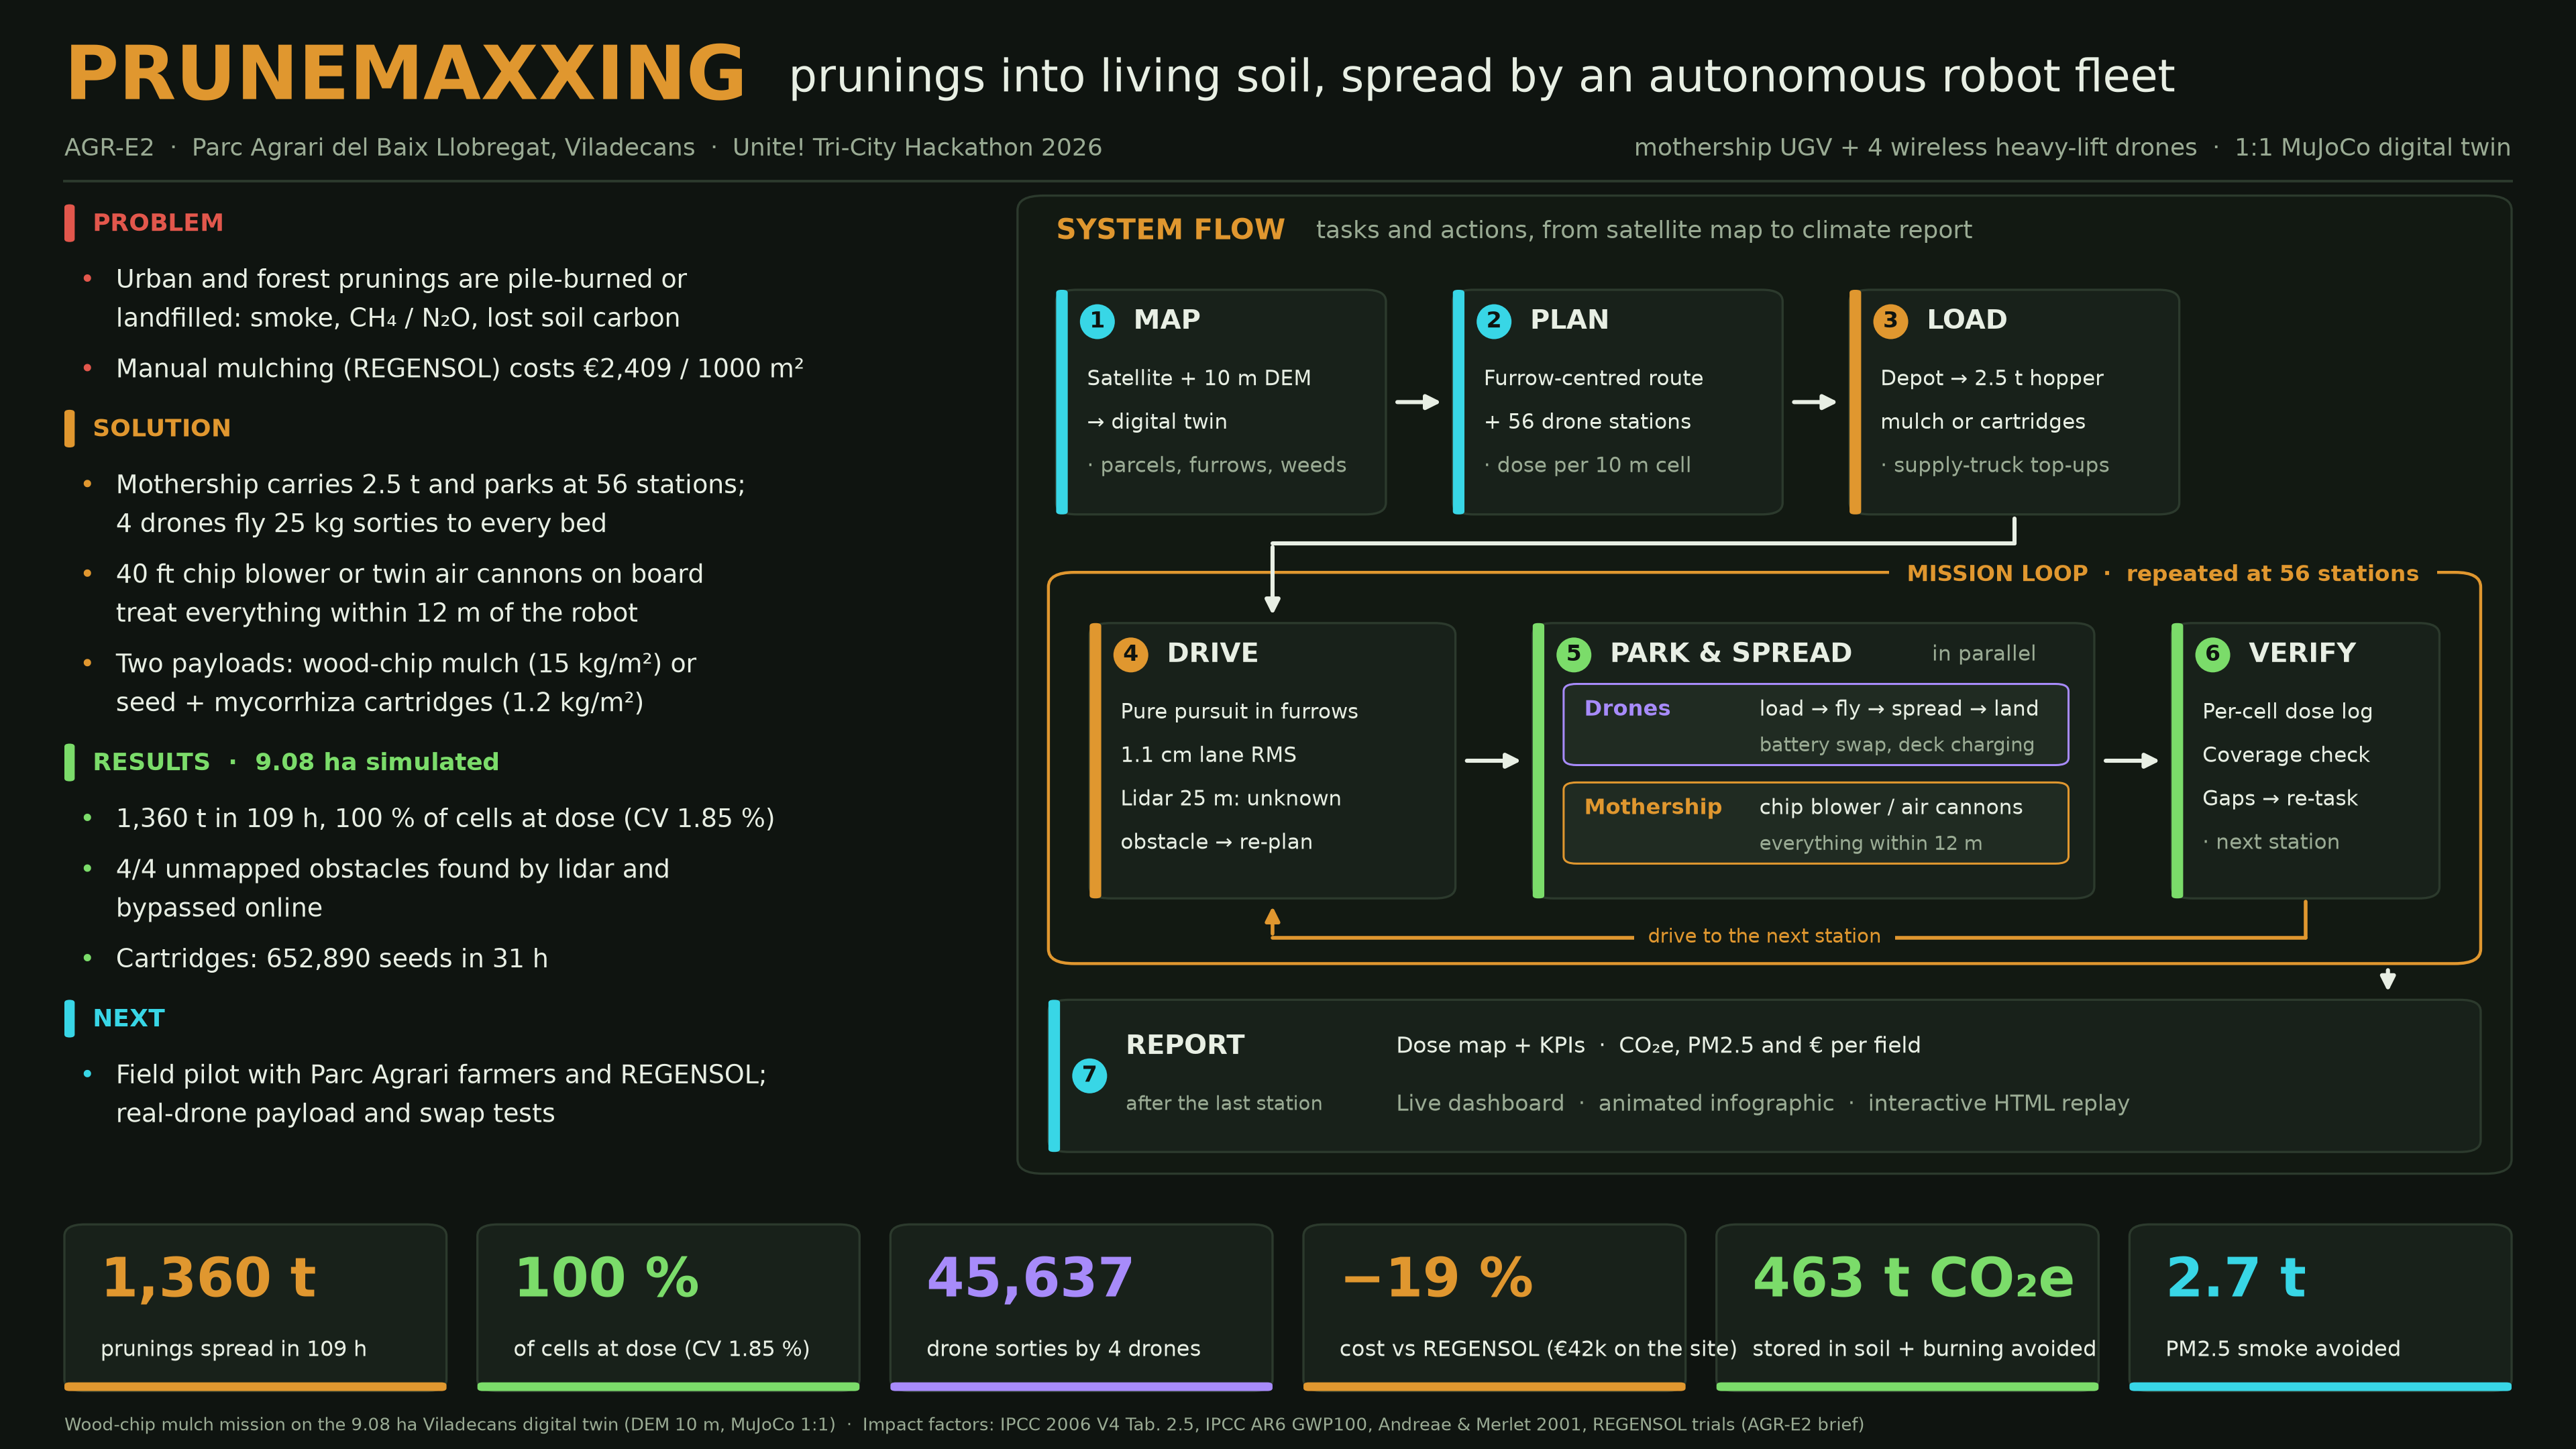 PRUNEMAXXING prunings into living soil, spread by an autonomous robot fleet
AGR-E2 · Parc Agrari del Baix Llobregat, Viladecans · Unite! Tri-City Hackathon 2026
mothership UGV + 4 wireless heavy-lift drones · 1:1 MuJoCo digital twin
PROBLEM
• Urban and forest prunings are pile-burned or
landfilled: smoke, CH₄ / N₂O, lost soil carbon
• Manual mulching (REGENSOL) costs €2,409 / 1000 m²
SOLUTION
• Mothership carries 2.5 t and parks at 56 stations;
4 drones fly 25 kg sorties to every bed
• 40 ft chip blower or twin air cannons on board
treat everything within 12 m of the robot
• Two payloads: wood-chip mulch (15 kg/m²) or
seed + mycorrhiza cartridges (1.2 kg/m²)
RESULTS · 9.08 ha simulated
• 1,360 t in 109 h, 100 % of cells at dose (CV 1.85 %)
• 4/4 unmapped obstacles found by lidar and
bypassed online
• Cartridges: 652,890 seeds in 31 h
NEXT
• Field pilot with Parc Agrari farmers and REGENSOL;
real-drone payload and swap tests
SYSTEM FLOW tasks and actions, from satellite map to climate report
1 MAP
Satellite + 10 m DEM
→ digital twin
· parcels, furrows, weeds
2 PLAN
Furrow-centred route
+ 56 drone stations
· dose per 10 m cell
3 LOAD
Depot → 2.5 t hopper
mulch or cartridges
· supply-truck top-ups
MISSION LOOP · repeated at 56 stations
4 DRIVE
Pure pursuit in furrows
1.1 cm lane RMS
Lidar 25 m: unknown
obstacle → re-plan
5 PARK & SPREAD in parallel
Drones load → fly → spread → land
battery swap, deck charging
Mothership chip blower / air cannons
everything within 12 m
6 VERIFY
Per-cell dose log
Coverage check
Gaps → re-task
· next station
drive to the next station
7 REPORT
after the last station
Dose map + KPIs · CO₂e, PM2.5 and € per field
Live dashboard · animated infographic · interactive HTML replay
1,360 t
prunings spread in 109 h
100 %
of cells at dose (CV 1.85 %)
45,637
drone sorties by 4 drones
−19 %
cost vs REGENSOL (€42k on the site)
463 t CO₂e
stored in soil + burning avoided
2.7 t
PM2.5 smoke avoided
Wood-chip mulch mission on the 9.08 ha Viladecans digital twin (DEM 10 m, MuJoCo 1:1) · Impact factors: IPCC 2006 V4 Tab. 2.5, IPCC AR6 GWP100, Andreae & Merlet 2001, REGENSOL trials (AGR-E2 brief)